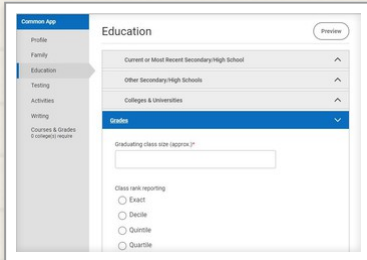 Common App
Profile
Family
Education
Testing
Activities
Writing
Courses & Grades
0 college(s) require
Education
Preview
Current or Most Recent Secondary/High School
Other Secondary/High Schools
Colleges & Universities
Grades
Graduating class size (approx.)*
Class rank reporting
Exact
Decile
Quintile
Quartile